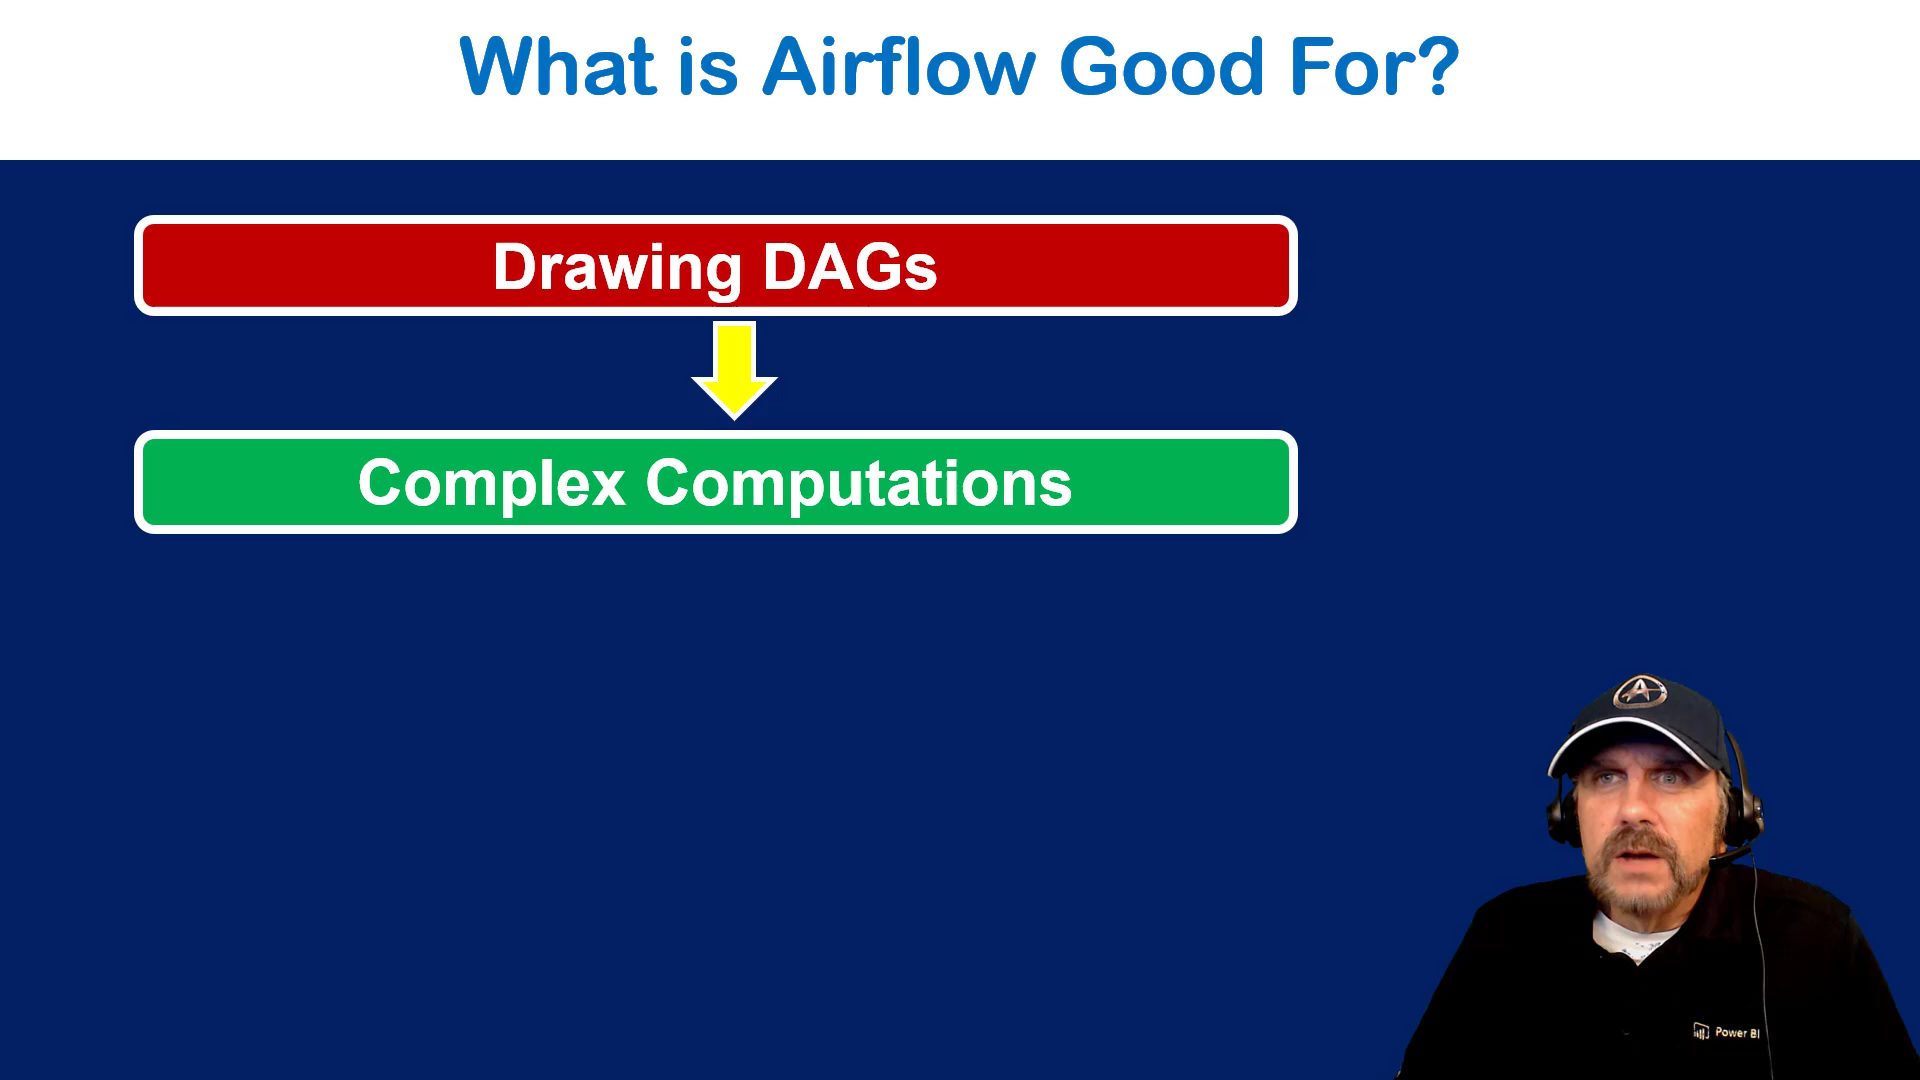 What is Airflow Good For?
Drawing DAGs
Complex Computations
Power BI